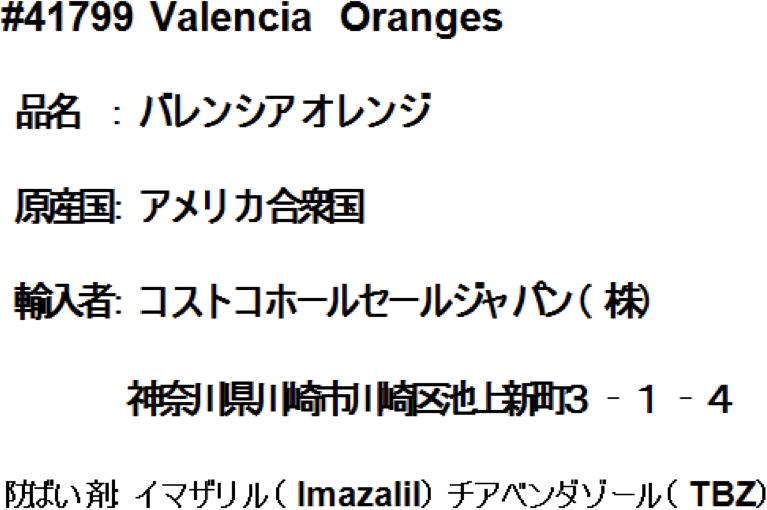 #41799 Valencia Oranges
品名 : バレンシアオレンジ
原産国: アメリカ合衆国
輸入者: コストコホールセールジャパン( 株)
神奈川県川崎市川崎区池上新町3 - 1 - 4
防ばい剤: イマザリル( Imazalil) チアベンダゾール( TBZ)